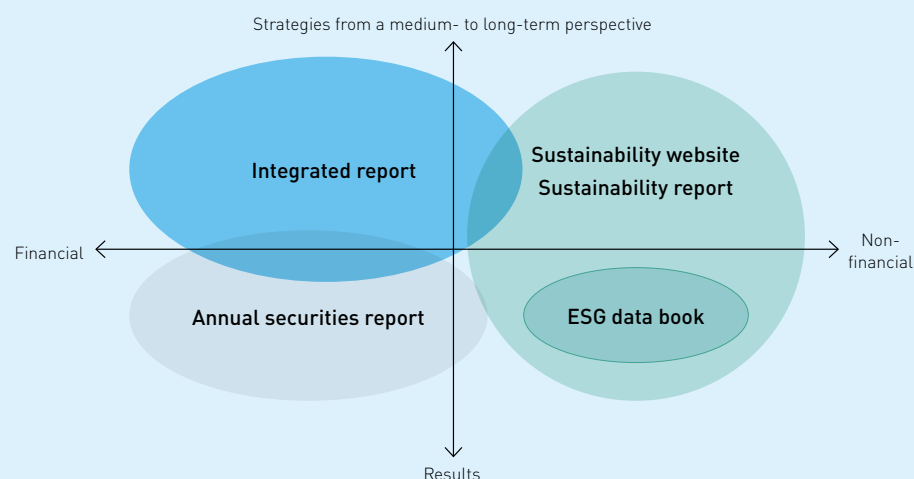 Strategies from a medium- to long-term perspective
Integrated report
Sustainability website
Sustainability report
Financial
Non-
financial
Annual securities report
ESG data book
Results